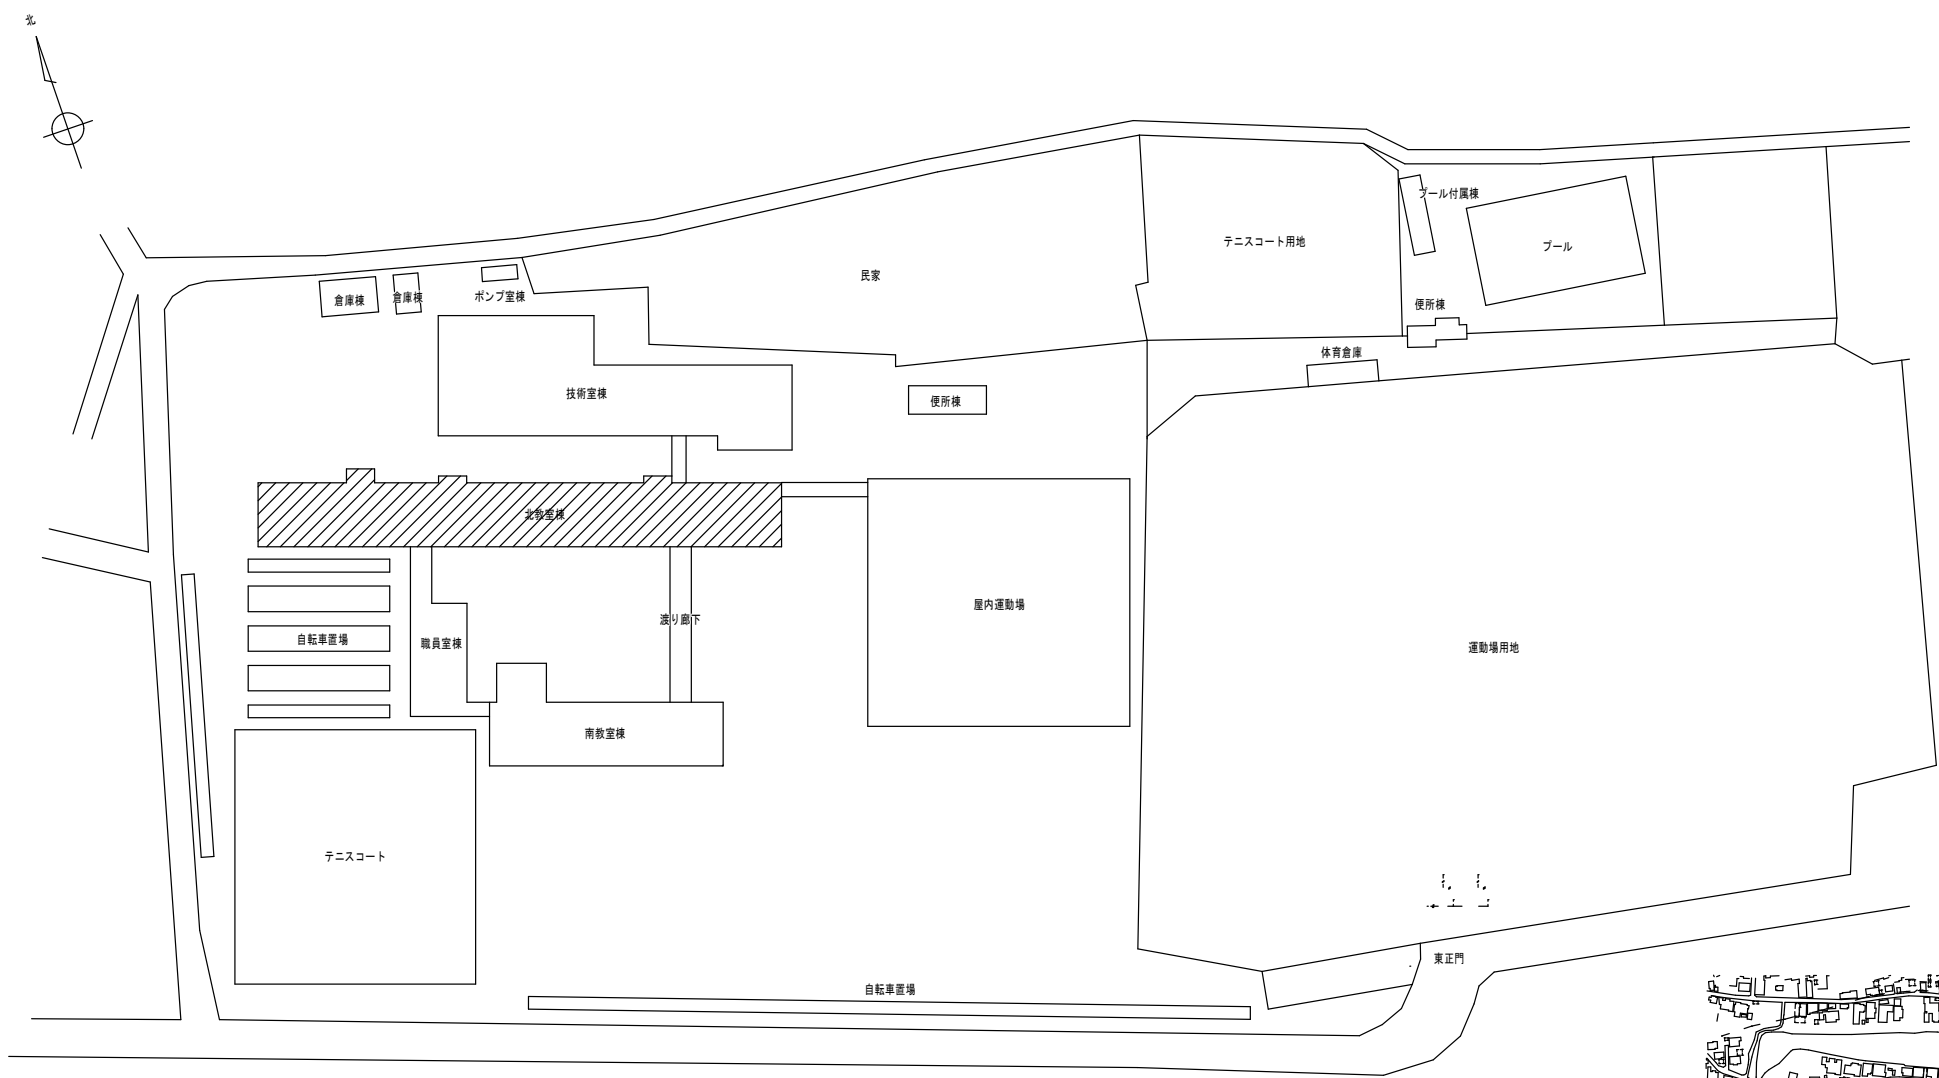 北
プール付属棟
テニスコート用地
プール
民家
倉庫棟
倉庫棟
ポンプ室棟
便所棟
体育倉庫
技術室棟
便所棟
北教室棟
屋内運動場
渡り廊下
自転車置場
職員室棟
運動場用地
南教室棟
テニスコート
東正門
自転車置場